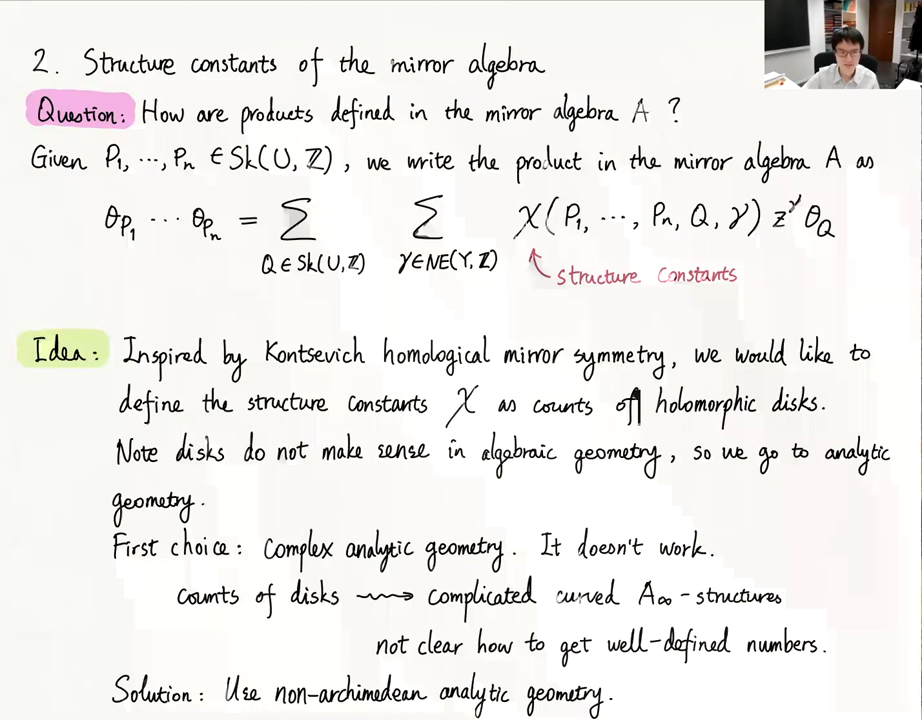 2. Structure constants of the mirror algebra
Question: How are products defined in the mirror algebra A ?
Given P₁, ⋯, Pₙ ∈ Sk(U, ℤ), we write the product in the mirror algebra A as
θ_{P₁} ⋯ θ_{Pₙ} = ∑_{Q∈Sk(U,ℤ)} ∑_{γ∈NE(Y,ℤ)} χ(P₁, ⋯, Pₙ, Q, γ) z^γ θ_Q
structure constants
Idea: Inspired by Kontsevich homological mirror symmetry, we would like to
define the structure constants χ as counts of holomorphic disks.
Note disks do not make sense in algebraic geometry, so we go to analytic
geometry.
First choice: complex analytic geometry. It doesn't work.
counts of disks ⟿ complicated curved A∞-structures
not clear how to get well-defined numbers.
Solution: Use non-archimedean analytic geometry.